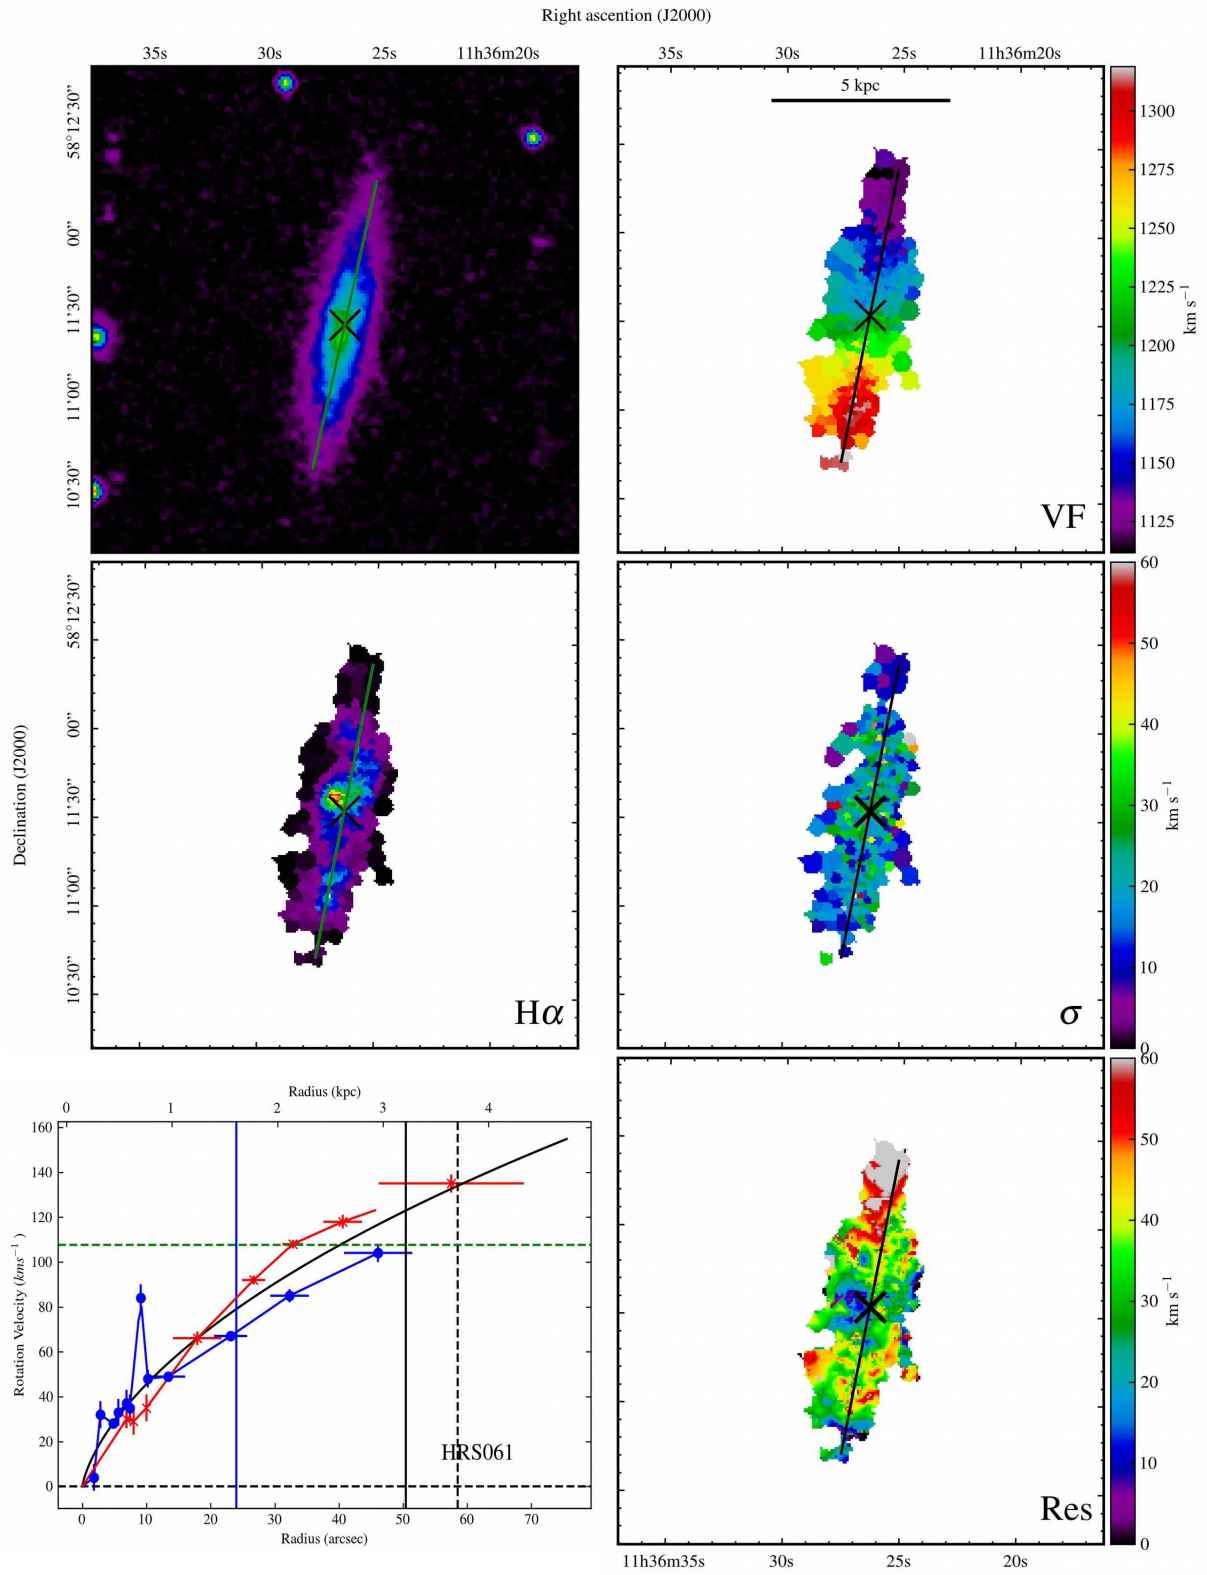 Right ascention (J2000)
35s 30s 25s 11h36m20s 35s 30s 25s 11h36m20s
58°12'30" 00" 11'30" 11'00" 10'30"
5 kpc
VF
1300
1275
1250
1225
1200
1175
1150
1125
km s⁻¹
Declination (J2000)
58°12'30" 00" 11'30" 11'00" 10'30"
Hα
σ
60
50
40
30
20
10
0
km s⁻¹
Radius (kpc)
0 1 2 3 4
160
140
120
100
80
60
40
20
0
Rotation Velocity (kms⁻¹)
HRS061
0 10 20 30 40 50 60 70
Radius (arcsec)
Res
60
50
40
30
20
10
0
km s⁻¹
11h36m35s 30s 25s 20s